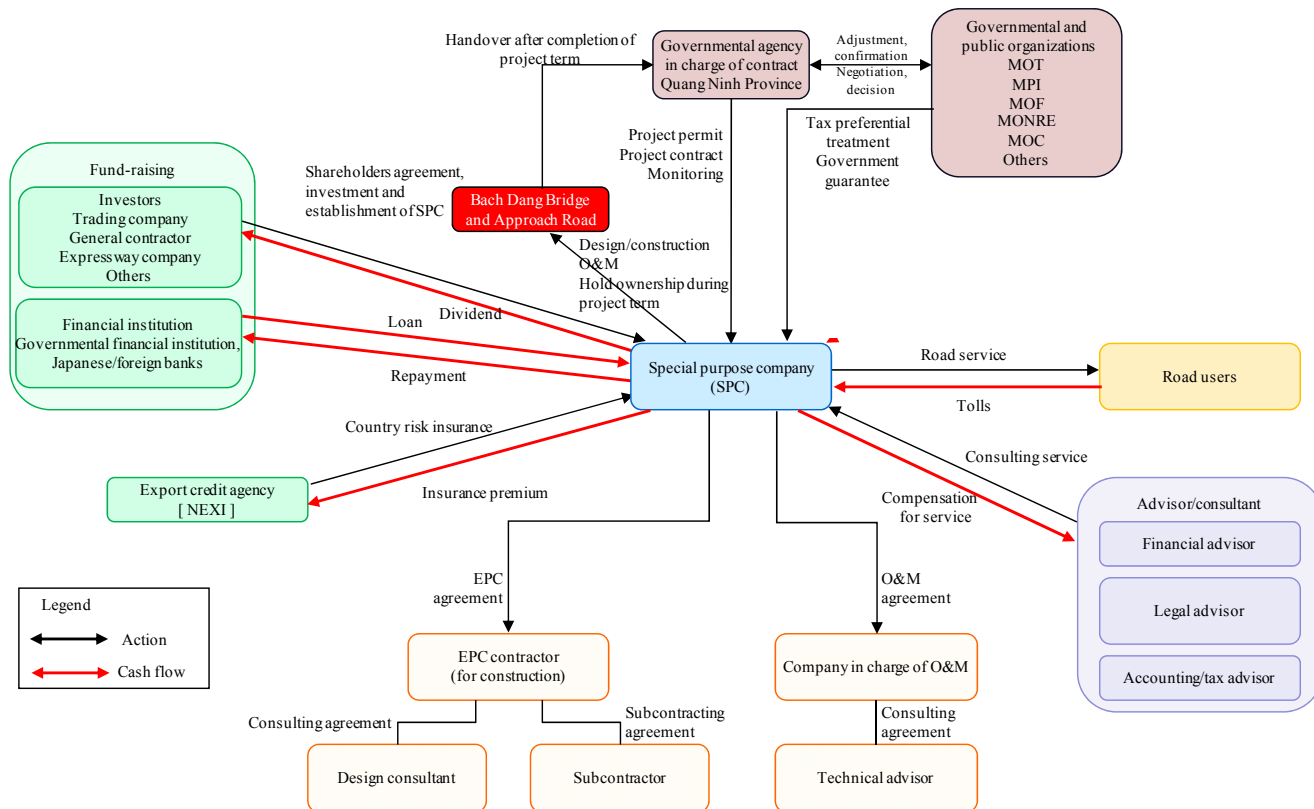 Handover after completion of
project term
Governmental agency
in charge of contract
Quang Ninh Province
Adjustment,
confirmation
Negotiation,
decision
Governmental and
public organizations
MOT
MPI
MOF
MONRE
MOC
Others
Project permit
Project contract
Monitoring
Tax preferential
treatment
Government
guarantee
Fund-raising
Investors
Trading company
General contractor
Expressway company
Others
Shareholders agreement,
investment and
establishment of SPC
Bach Dang Bridge
and Approach Road
Design/construction
O&M
Hold ownership during
project term
Financial institution
Governmental financial institution,
Japanese/foreign banks
Loan
Dividend
Repayment
Special purpose company
(SPC)
Road service
Tolls
Road users
Country risk insurance
Insurance premium
Export credit agency
[ NEXI ]
Consulting service
Compensation
for service
Advisor/consultant
Financial advisor
Legal advisor
Accounting/tax advisor
EPC
agreement
O&M
agreement
Legend
Action
Cash flow
EPC contractor
(for construction)
Company in charge of O&M
Consulting agreement
Subcontracting
agreement
Consulting
agreement
Design consultant
Subcontractor
Technical advisor